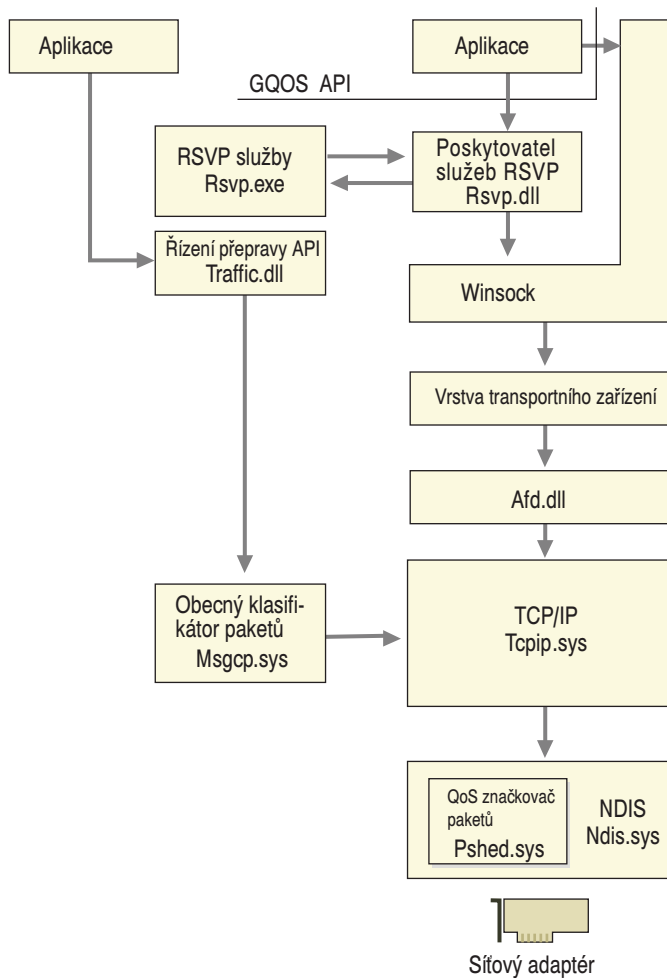 Aplikace
Aplikace
GQOS API
RSVP služby
Rsvp.exe
Poskytovatel
služeb RSVP
Rsvp.dll
Řízení přepravy API
Traffic.dll
Winsock
Vrstva transportního zařízení
Afd.dll
Obecný klasifi-
kátor paketů
Msgcp.sys
TCP/IP
Tcpip.sys
QoS značkovač
paketů
Pshed.sys
NDIS
Ndis.sys
Síťový adaptér